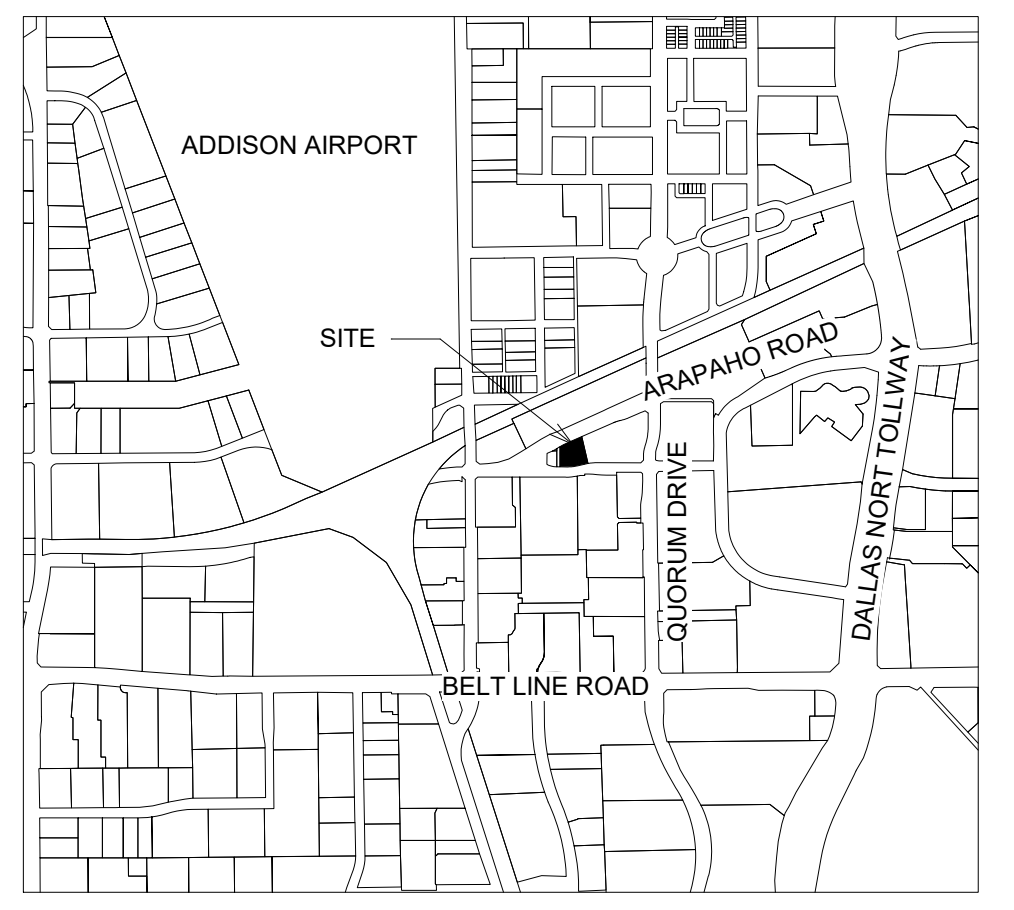 ADDISON AIRPORT
SITE
ARAPAHO ROAD
QUORUM DRIVE
DALLAS NORT TOLLWAY
BELT LINE ROAD